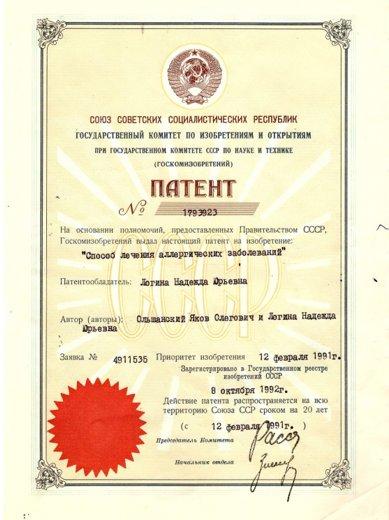 СОЮЗ СОВЕТСКИХ СОЦИАЛИСТИЧЕСКИХ РЕСПУБЛИК
ГОСУДАРСТВЕННЫЙ КОМИТЕТ ПО ИЗОБРЕТЕНИЯМ И ОТКРЫТИЯМ
ПРИ ГОСУДАРСТВЕННОМ КОМИТЕТЕ СССР ПО НАУКЕ И ТЕХНИКЕ
(ГОСКОМИЗОБРЕТЕНИЙ)
ПАТЕНТ
№ 1793923
На основании полномочий, предоставленных Правительством СССР,
Госкомизобретений выдал настоящий патент на изобретение:
"Способ лечения аллергических заболеваний"
СССР
Патентообладатель: Логина Надежда Юрьевна
Автор (авторы): Ольшанский Яков Олегович и Логина Надежда
Юрьевна
Заявка № 4911535 Приоритет изобретения 12 февраля 1991г.
Зарегистрировано в Государственном реестре
изобретений СССР
8 октября 1992г.
Действие патента распространяется на всю
территорию Союза ССР сроком на 20 лет
(с 12 февраля 1991г. )
Председатель Комитета
Начальник отдела